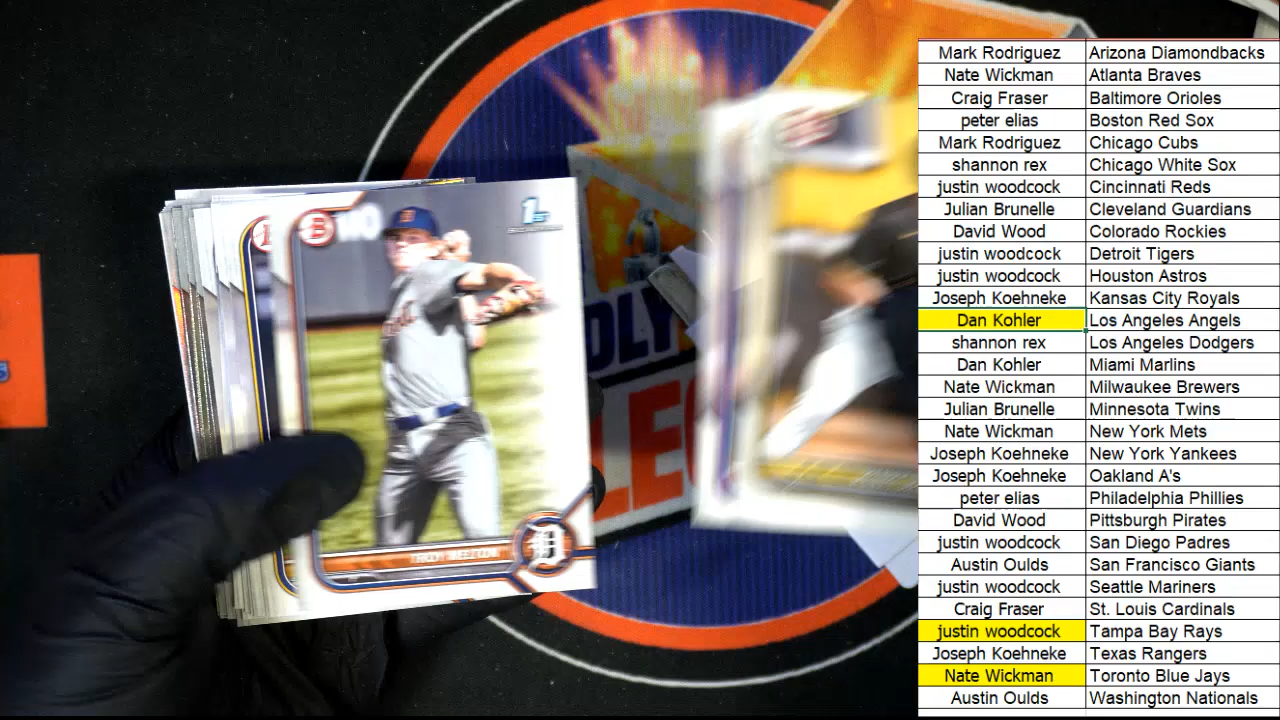 Mark Rodriguez Arizona Diamondbacks
Nate Wickman Atlanta Braves
Craig Fraser Baltimore Orioles
peter elias Boston Red Sox
Mark Rodriguez Chicago Cubs
shannon rex Chicago White Sox
justin woodcock Cincinnati Reds
Julian Brunelle Cleveland Guardians
David Wood Colorado Rockies
justin woodcock Detroit Tigers
justin woodcock Houston Astros
Joseph Koehneke Kansas City Royals
Dan Kohler Los Angeles Angels
shannon rex Los Angeles Dodgers
Dan Kohler Miami Marlins
Nate Wickman Milwaukee Brewers
Julian Brunelle Minnesota Twins
Nate Wickman New York Mets
Joseph Koehneke New York Yankees
Joseph Koehneke Oakland A's
peter elias Philadelphia Phillies
David Wood Pittsburgh Pirates
justin woodcock San Diego Padres
Austin Oulds San Francisco Giants
justin woodcock Seattle Mariners
Craig Fraser St. Louis Cardinals
justin woodcock Tampa Bay Rays
Joseph Koehneke Texas Rangers
Nate Wickman Toronto Blue Jays
Austin Oulds Washington Nationals
1st
B
D